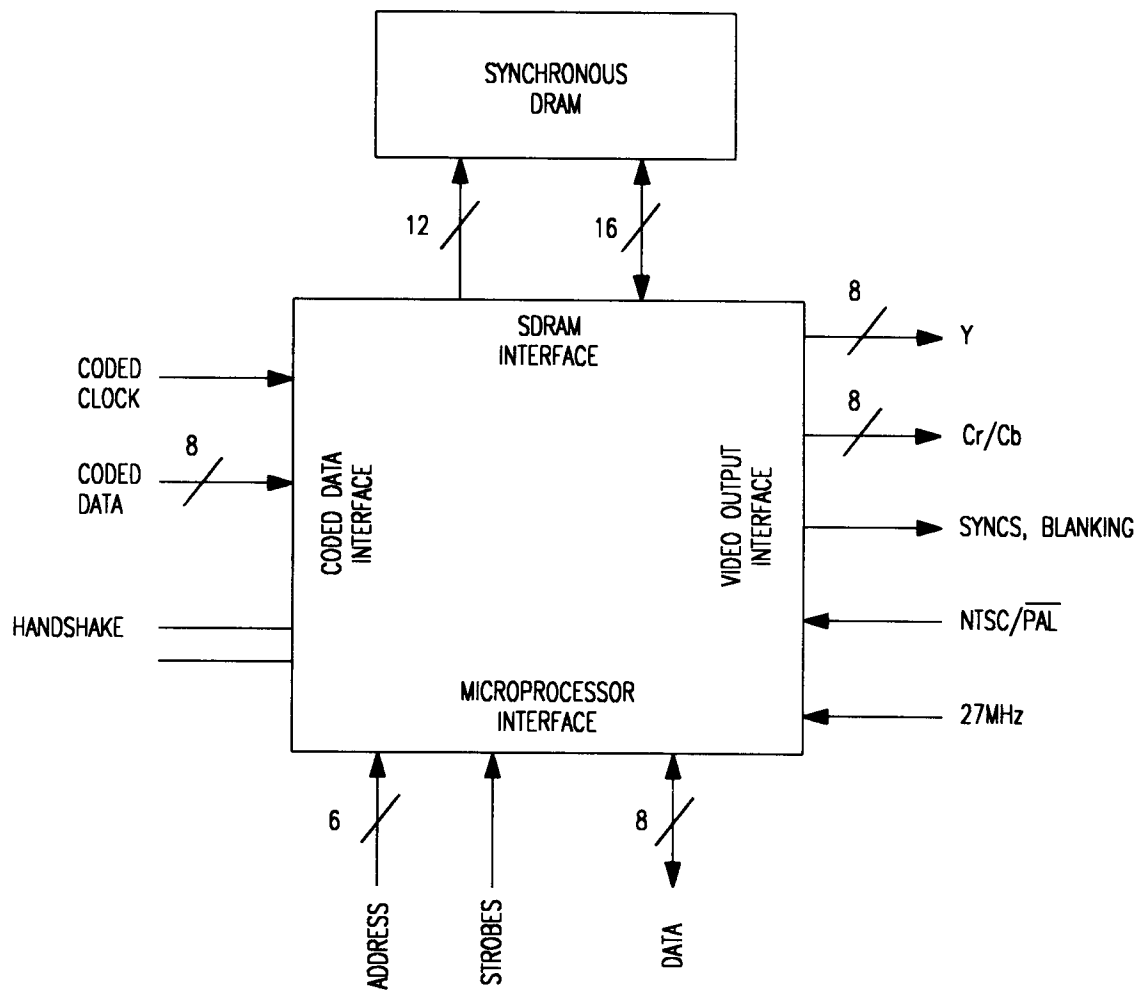 SYNCHRONOUS
DRAM
12
16
SDRAM
INTERFACE
8
Y
CODED
CLOCK
8
Cr/Cb
8
CODED
DATA
CODED DATA
INTERFACE
VIDEO OUTPUT
INTERFACE
SYNCS, BLANKING
HANDSHAKE
NTSC/P̅A̅L̅
MICROPROCESSOR
INTERFACE
27MHz
6
8
ADDRESS
STROBES
DATA